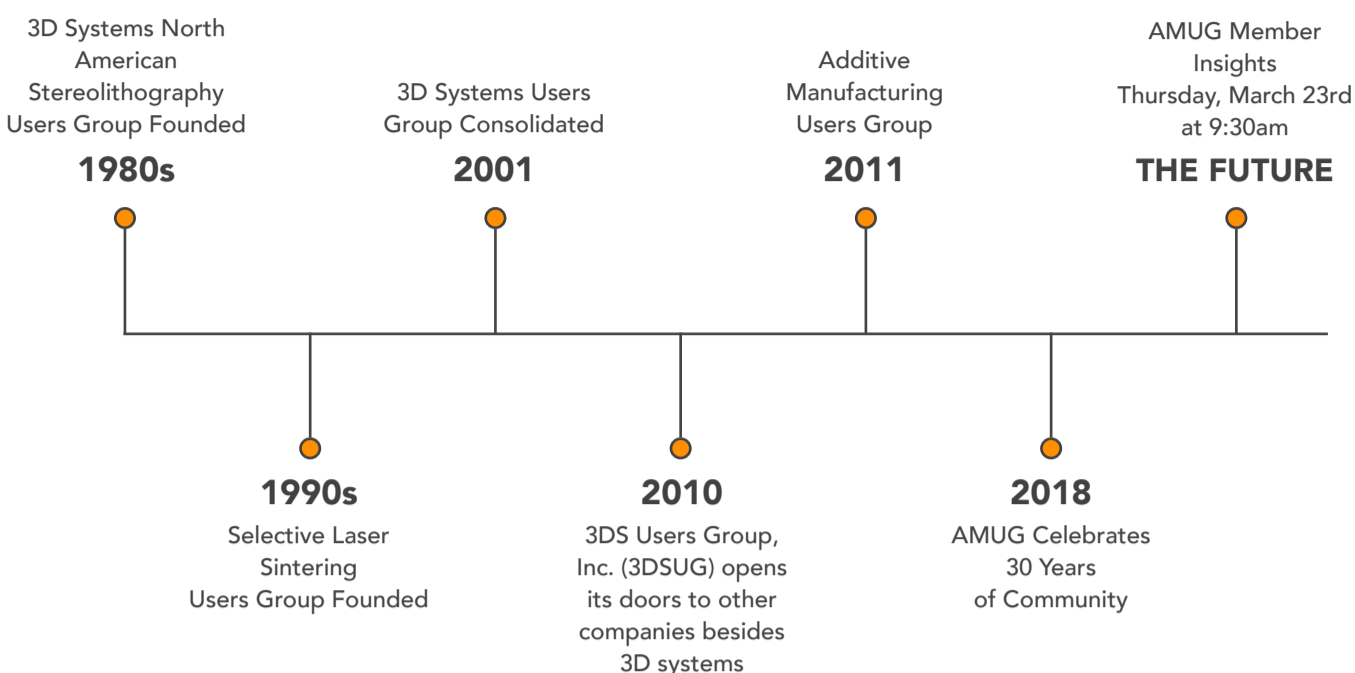 3D Systems North
American
Stereolithography
Users Group Founded
1980s
1990s
Selective Laser
Sintering
Users Group Founded
3D Systems Users
Group Consolidated
2001
2010
3DS Users Group,
Inc. (3DSUG) opens
its doors to other
companies besides
3D systems
Additive
Manufacturing
Users Group
2011
2018
AMUG Celebrates
30 Years
of Community
AMUG Member
Insights
Thursday, March 23rd
at 9:30am
THE FUTURE